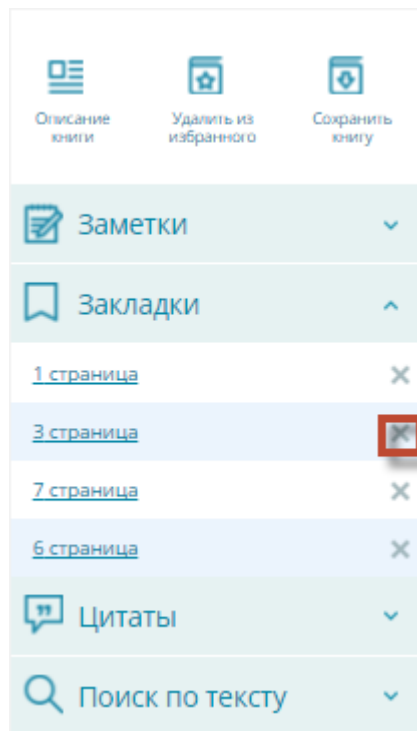 Описание книги
Удалить из избранного
Сохранить книгу
Заметки
Закладки
1 страница
3 страница
7 страница
6 страница
Цитаты
Поиск по тексту